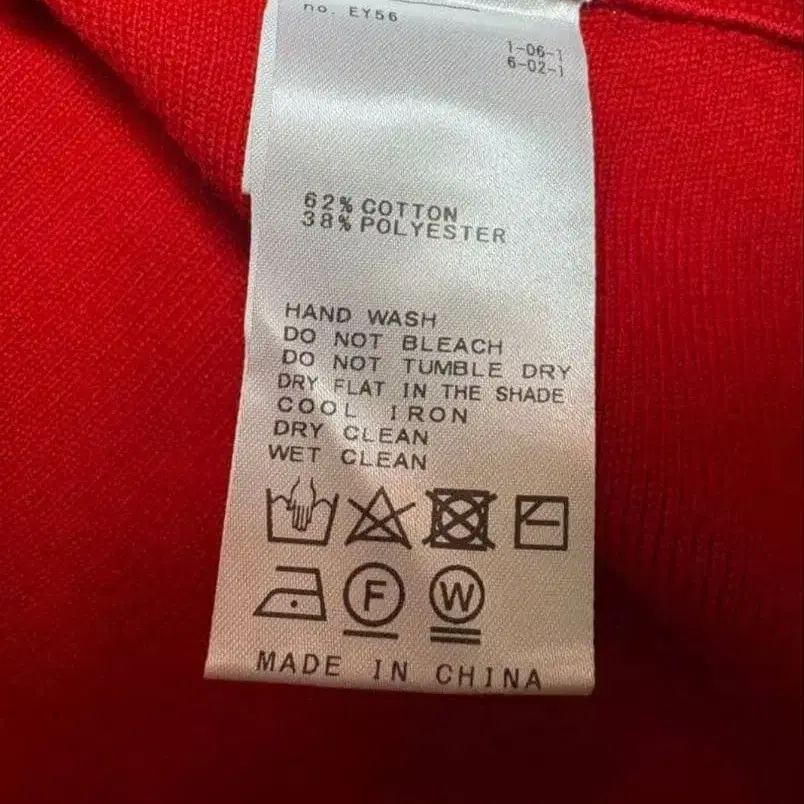 no. EY56
1-06-1
6-02-1
62% COTTON
38% POLYESTER
HAND WASH
DO NOT BLEACH
DO NOT TUMBLE DRY
DRY FLAT IN THE SHADE
COOL IRON
DRY CLEAN
WET CLEAN
F W
MADE IN CHINA